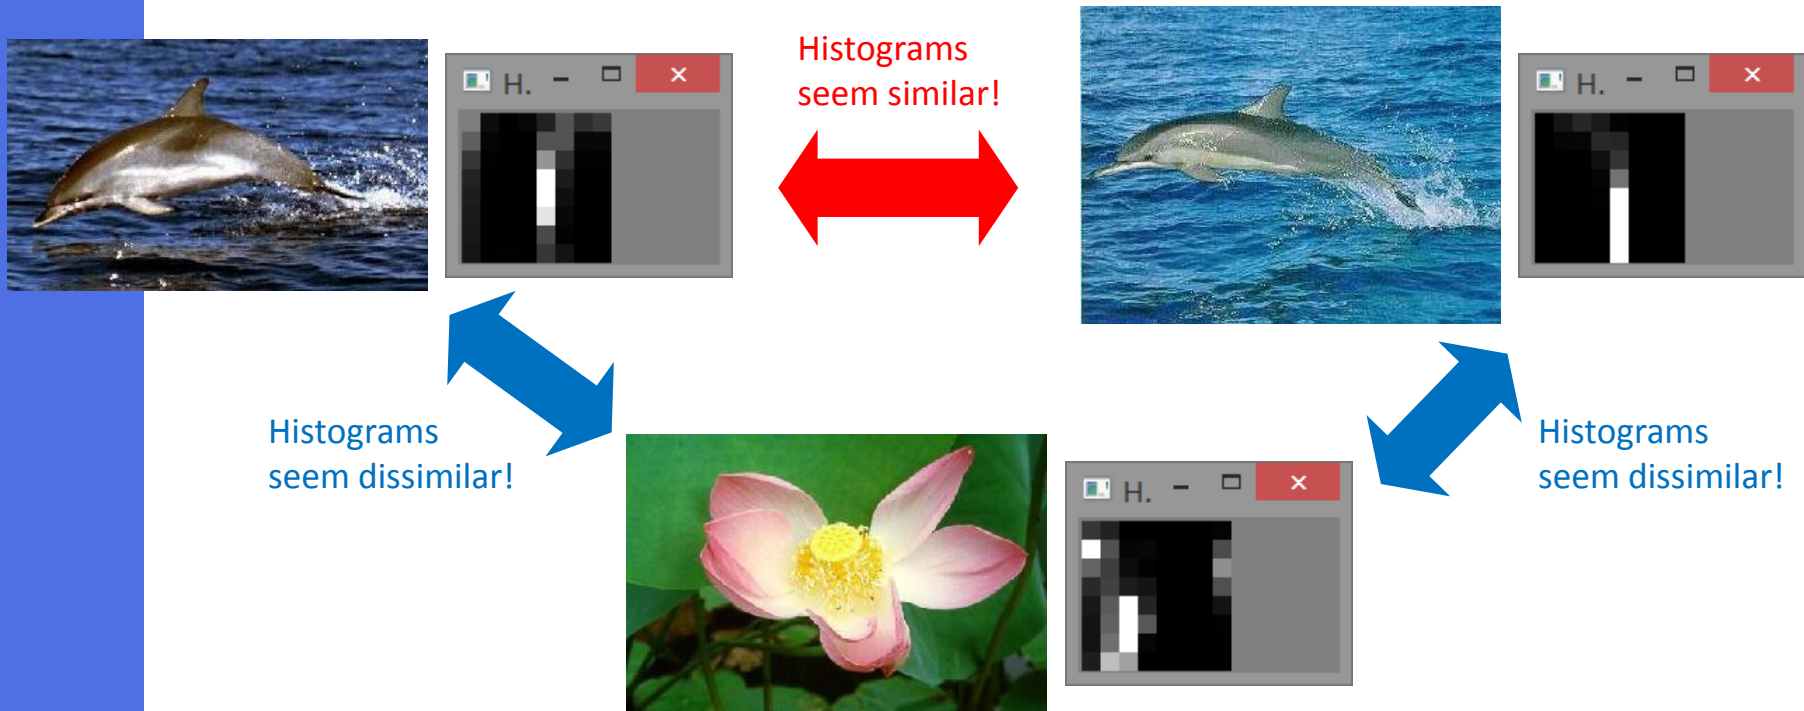 Histograms
seem similar!
H.
H.
Histograms
seem dissimilar!
Histograms
seem dissimilar!
H.